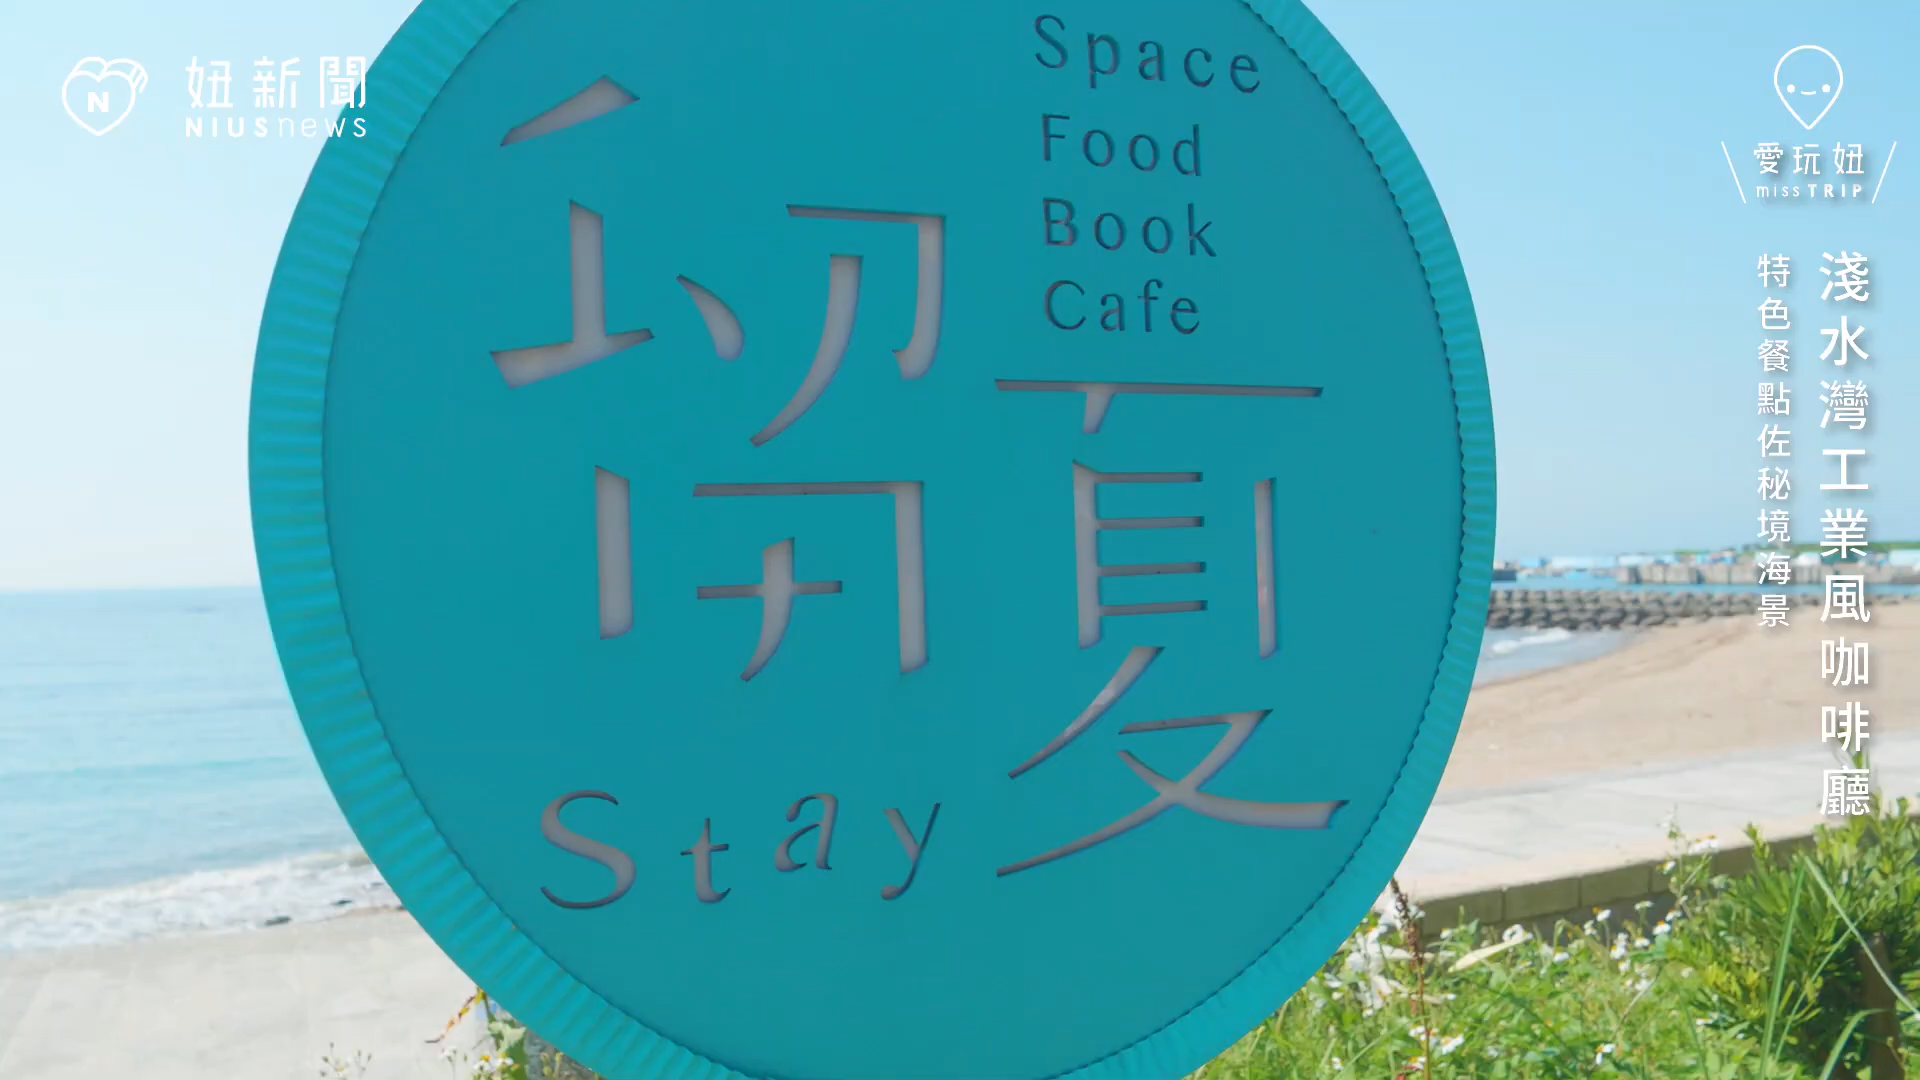 妞新聞
NIUSnews
Space
Food
Book
Cafe
留夏
Stay
愛玩妞
missTRIP
淺水灣工業風咖啡廳
特色餐點佐秘境海景